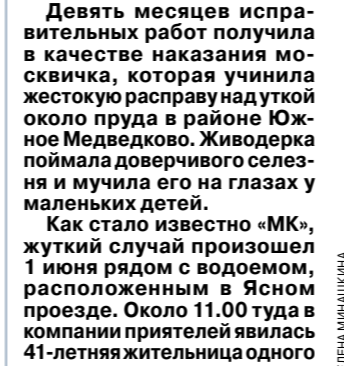 Девять месяцев испра-
вительных работ получила
в качестве наказания мо-
сквичка, которая учинила
жестокую расправу над уткой
около пруда в районе Юж-
ное Медведково. Живодерка
поймала доверчивого селез-
ня и мучила его на глазах у
маленьких детей.
Как стало известно «МК»,
жуткий случай произошел
1 июня рядом с водоемом,
расположенным в Ясном
проезде. Около 11.00 туда в
компании приятелей явилась
41-летняя жительница одного
ЕЛЕНА МИНАШКИНА